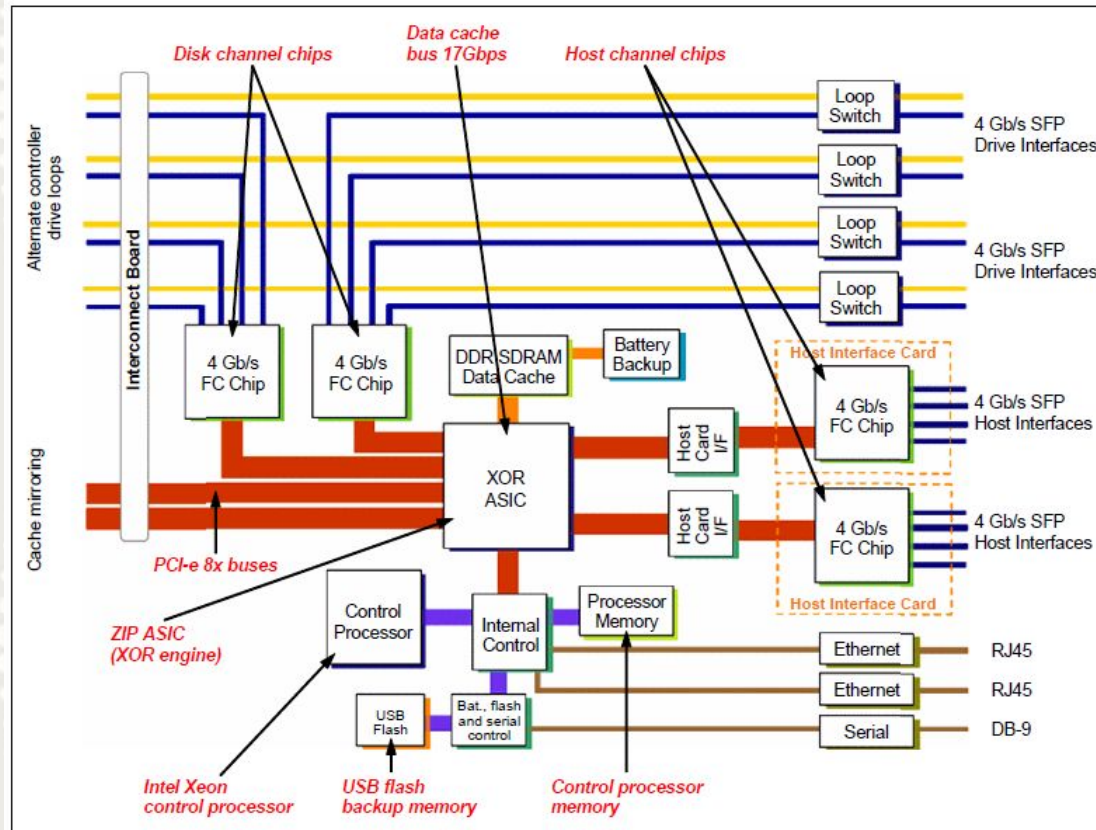 Data cache
bus 17Gbps
Disk channel chips
Host channel chips
Alternate controller
drive loops
Interconnect Board
Loop
Switch
4 Gb/s SFP
Drive Interfaces
Loop
Switch
Loop
Switch
4 Gb/s SFP
Drive Interfaces
Loop
Switch
4 Gb/s
FC Chip
4 Gb/s
FC Chip
DDR SDRAM
Data Cache
Battery
Backup
Host Interface Card
4 Gb/s
FC Chip
4 Gb/s SFP
Host Interfaces
Host
Card
I/F
XOR
ASIC
Cache mirroring
Host
Card
I/F
4 Gb/s
FC Chip
4 Gb/s SFP
Host Interfaces
Host Interface Card
PCI-e 8x buses
ZIP ASIC
(XOR engine)
Control
Processor
Internal
Control
Processor
Memory
Ethernet
RJ45
Ethernet
RJ45
USB
Flash
Bat., flash
and serial
control
Serial
DB-9
Intel Xeon
control processor
USB flash
backup memory
Control processor
memory